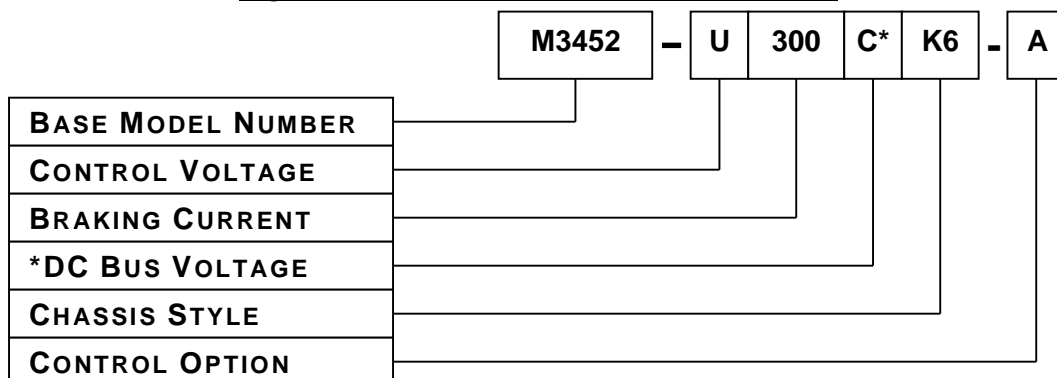 M3452 – U 300 C* K6 - A
BASE MODEL NUMBER
CONTROL VOLTAGE
BRAKING CURRENT
*DC BUS VOLTAGE
CHASSIS STYLE
CONTROL OPTION